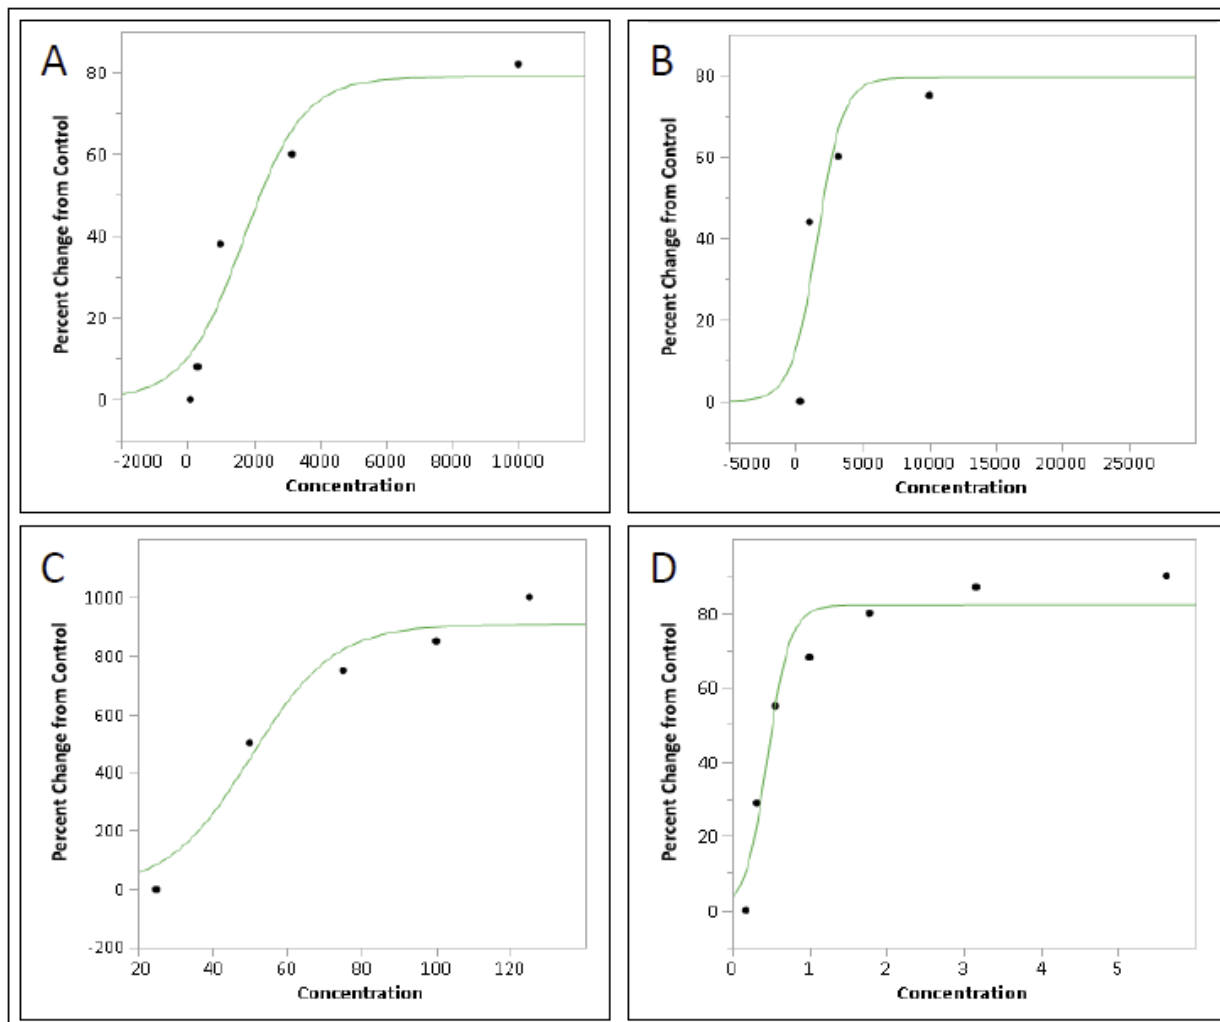 A
Percent Change from Control
80
60
40
20
0
-2000 0 2000 4000 6000 8000 10000
Concentration
B
Percent Change from Control
80
60
40
20
0
-5000 0 5000 10000 15000 20000 25000
Concentration
C
Percent Change from Control
1000
800
600
400
200
0
-200
20 40 60 80 100 120
Concentration
D
Percent Change from Control
80
60
40
20
0
0 1 2 3 4 5
Concentration